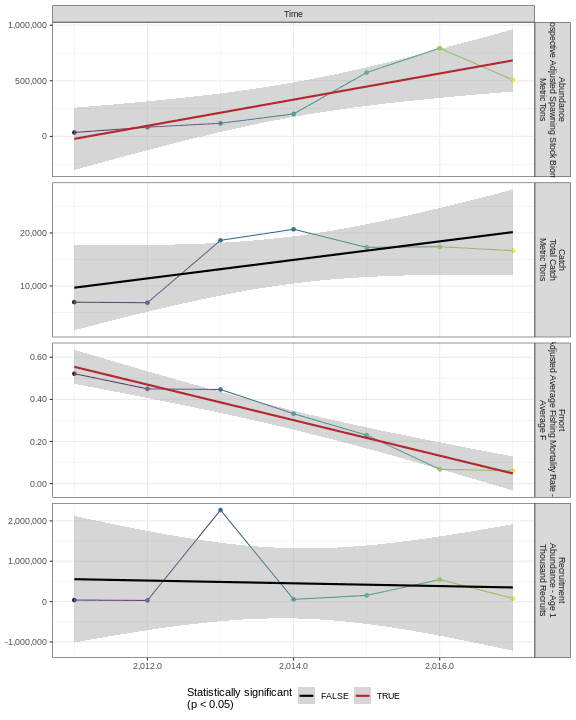 Time
1,000,000
500,000
0
Abundance
Adjusted Spawning Stock
Metric Tons
20,000
10,000
Catch
Total Catch
Metric Tons
0.60
0.40
0.20
0.00
Fmort
Average Fishing Mortality Rate -
Average F
2,000,000
1,000,000
0
-1,000,000
Recruitment
Abundance - Age 1
Thousand Recruits
2,012.0
2,014.0
2,016.0
Statistically significant
(p < 0.05)
FALSE
TRUE